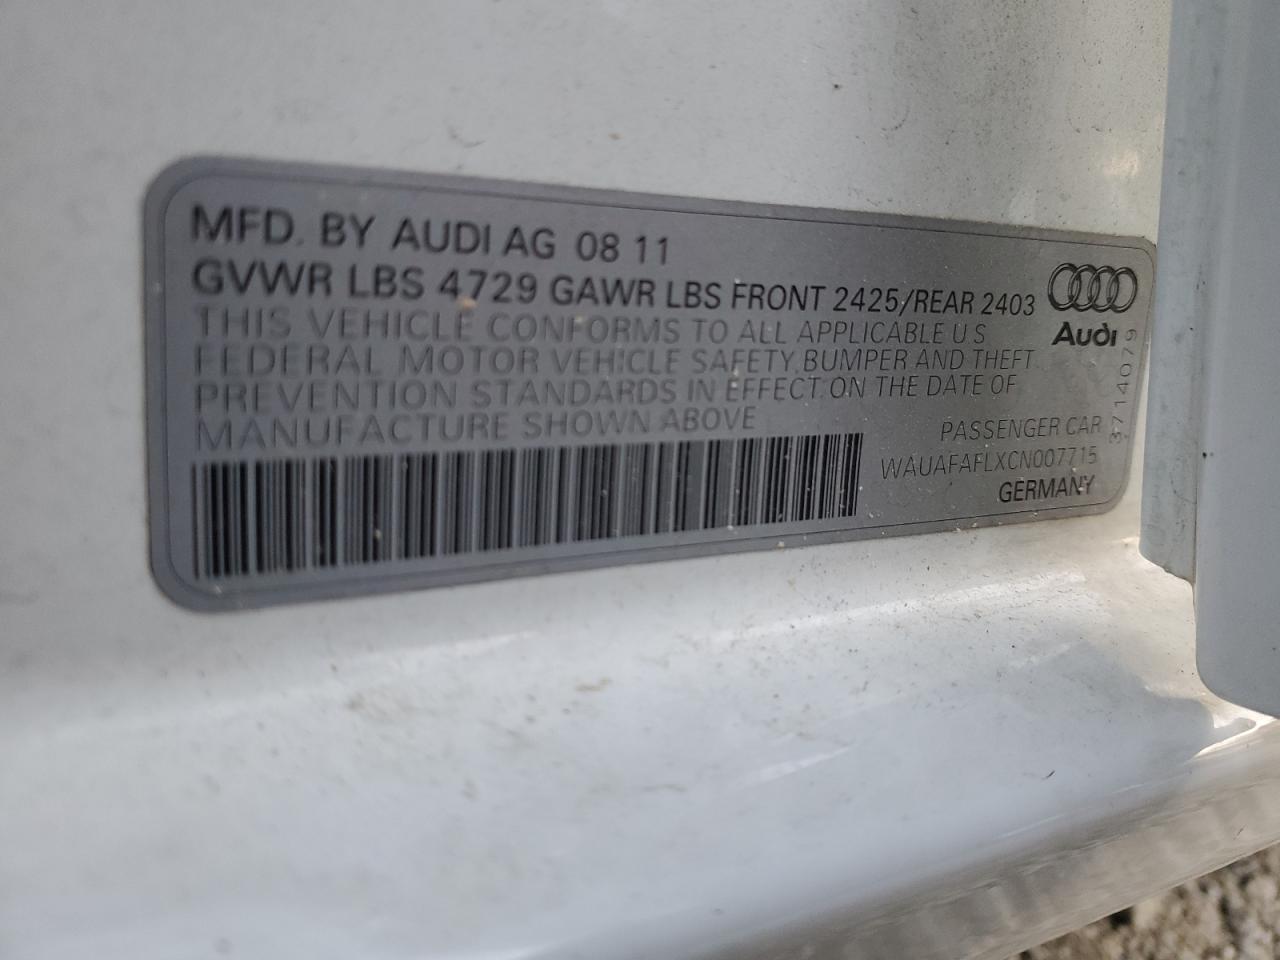 MFD. BY AUDI AG 08 11
GVWR LBS 4729 GAWR LBS FRONT 2425/REAR 2403
THIS VEHICLE CONFORMS TO ALL APPLICABLE U S
FEDERAL MOTOR VEHICLE SAFETY, BUMPER AND THEFT
PREVENTION STANDARDS IN EFFECT ON THE DATE OF
MANUFACTURE SHOWN ABOVE
Audi
PASSENGER CAR
WAUAFAFLXCN007715
GERMANY
3714079